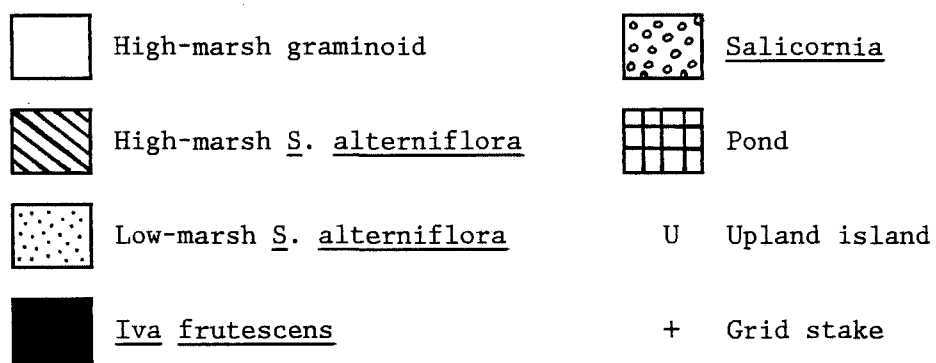 High-marsh graminoid
High-marsh S. alterniflora
Low-marsh S. alterniflora
Iva frutescens
Salicornia
Pond
U Upland island
+ Grid stake